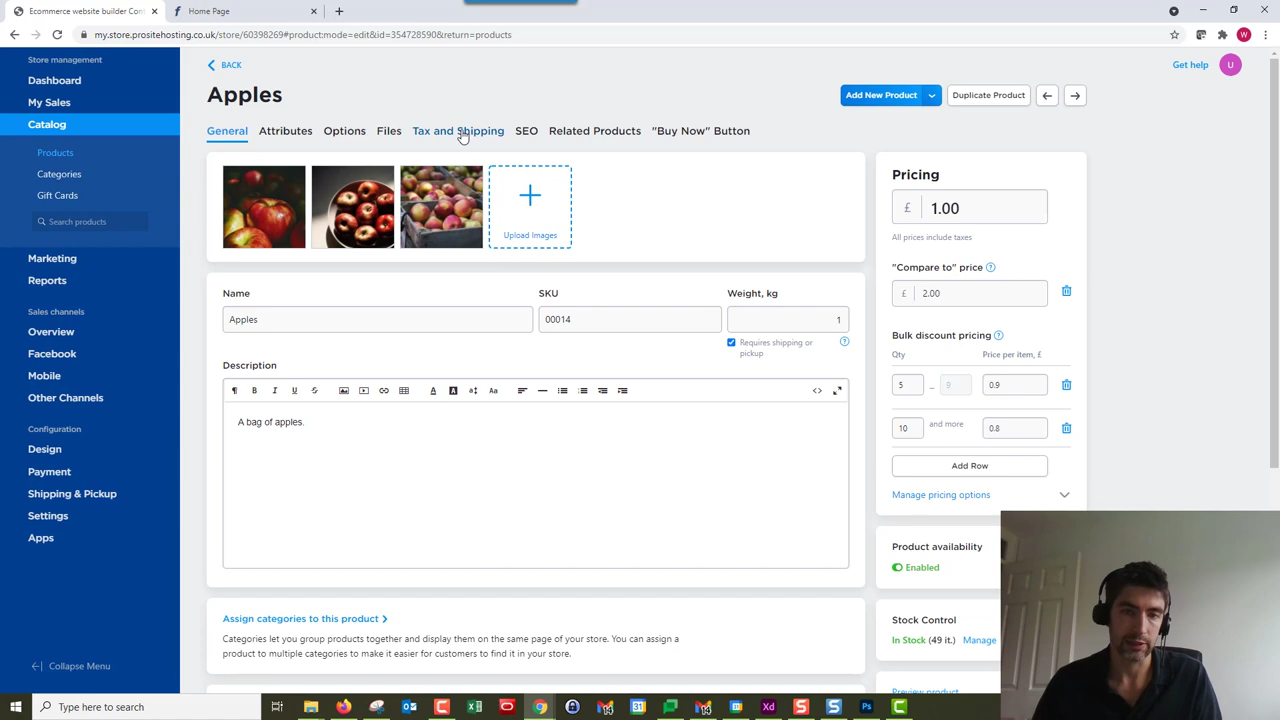 Ecommerce website builder Cont
Home Page
my.store.prositehosting.co.uk/store/60398269#product:mode=edit&id=354728590&return=products
W
Store management
Dashboard
My Sales
Catalog
Products
Categories
Gift Cards
Search products
Marketing
Reports
Sales channels
Overview
Facebook
Mobile
Other Channels
Configuration
Design
Payment
Shipping & Pickup
Settings
Apps
Collapse Menu
BACK
Get help
U
Apples
Add New Product
Duplicate Product
General
Attributes
Options
Files
Tax and Shipping
SEO
Related Products
"Buy Now" Button
Upload Images
Name
SKU
Weight, kg
Apples
00014
1
Requires shipping or
pickup
Description
A bag of apples.
Assign categories to this product
Categories let you group products together and display them on the same page of your store. You can assign a
product to multiple categories to make it easier for customers to find it in your store.
Pricing
£ 1.00
All prices include taxes
"Compare to" price
£ 2.00
Bulk discount pricing
Qty
Price per item, £
5 – 9
0.9
10 and more
0.8
Add Row
Manage pricing options
Product availability
Enabled
Stock Control
In Stock (49 it.) Manage
Preview product
Type here to search